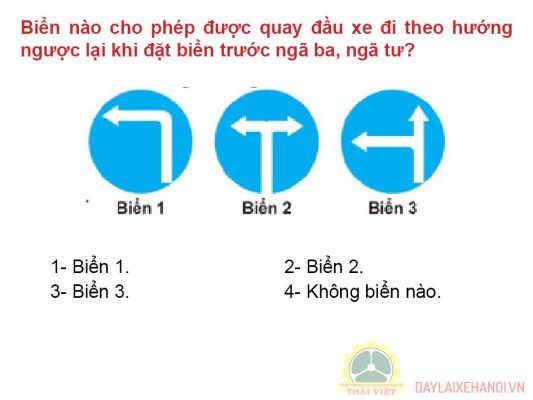 Biển nào cho phép được quay đầu xe đi theo hướng
ngược lại khi đặt biển trước ngã ba, ngã tư?
Biển 1 Biển 2 Biển 3
1- Biển 1. 2- Biển 2.
3- Biển 3. 4- Không biển nào.
THÁI VIỆT
DAYLAIXEHANOI.VN